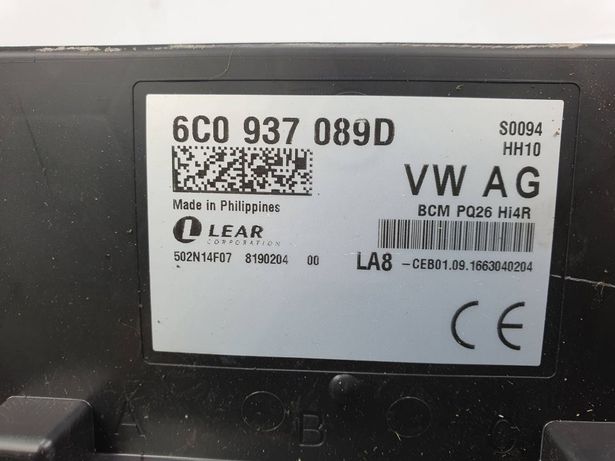 6C0 937 089D
S0094
HH10
VW AG
BCM PQ26 Hi4R
Made in Philippines
LEAR
CORPORATION
502N14F07 8190204 00
LA8 -CEB01.09.1663040204
CE
A B C